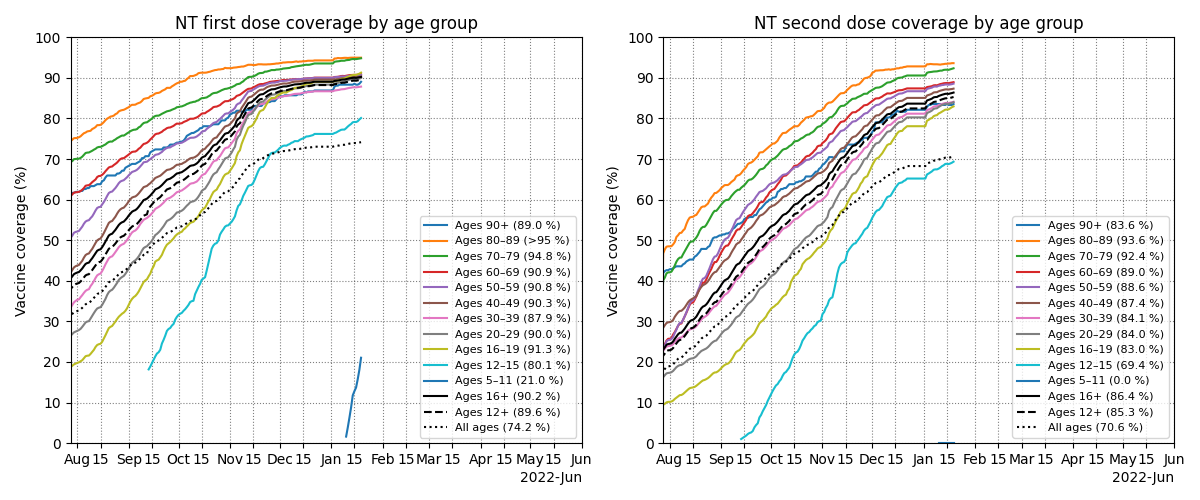 NT first dose coverage by age group
Vaccine coverage (%)
100
90
80
70
60
50
40
30
20
10
0
Ages 90+ (89.0 %)
Ages 80–89 (>95 %)
Ages 70–79 (94.8 %)
Ages 60–69 (90.9 %)
Ages 50–59 (90.8 %)
Ages 40–49 (90.3 %)
Ages 30–39 (87.9 %)
Ages 20–29 (90.0 %)
Ages 16–19 (91.3 %)
Ages 12–15 (80.1 %)
Ages 5–11 (21.0 %)
Ages 16+ (90.2 %)
Ages 12+ (89.6 %)
All ages (74.2 %)
Aug 15 Sep 15 Oct 15 Nov 15 Dec 15 Jan 15 Feb 15 Mar 15 Apr 15 May 15 Jun
2022-Jun
NT second dose coverage by age group
Vaccine coverage (%)
100
90
80
70
60
50
40
30
20
10
0
Ages 90+ (83.6 %)
Ages 80–89 (93.6 %)
Ages 70–79 (92.4 %)
Ages 60–69 (89.0 %)
Ages 50–59 (88.6 %)
Ages 40–49 (87.4 %)
Ages 30–39 (84.1 %)
Ages 20–29 (84.0 %)
Ages 16–19 (83.0 %)
Ages 12–15 (69.4 %)
Ages 5–11 (0.0 %)
Ages 16+ (86.4 %)
Ages 12+ (85.3 %)
All ages (70.6 %)
Aug 15 Sep 15 Oct 15 Nov 15 Dec 15 Jan 15 Feb 15 Mar 15 Apr 15 May 15 Jun
2022-Jun